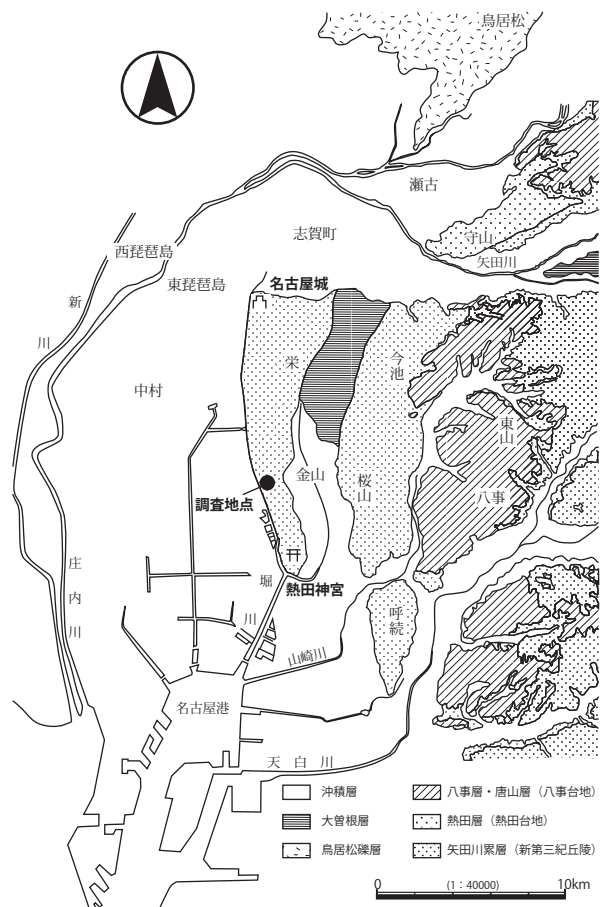 鳥居松
瀬古
志賀町
守山
矢田川
西琵琶島
東琵琶島
名古屋城
新川
栄
今池
中村
東山
金山
桜山
八事
調査地点
庄内川
堀川
熱田神宮
呼続
山崎川
名古屋港
天白川
沖積層
八事層・唐山層（八事台地）
大曽根層
熱田層（熱田台地）
鳥居松礫層
矢田川累層（新第三紀丘陵）
0
(1：40000)
10km